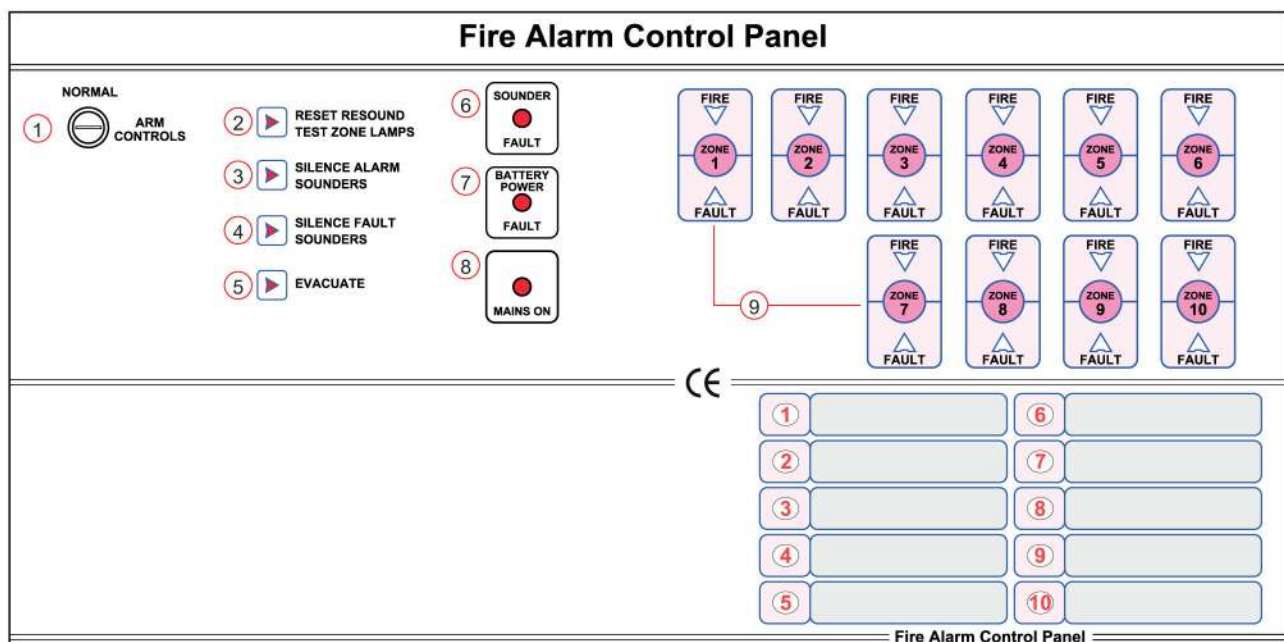 Fire Alarm Control Panel
NORMAL
1
ARM
CONTROLS
2
RESET RESOUND
TEST ZONE LAMPS
3
SILENCE ALARM
SOUNDERS
4
SILENCE FAULT
SOUNDERS
5
EVACUATE
6
SOUNDER
FAULT
7
BATTERY
POWER
FAULT
8
MAINS ON
FIRE FIRE FIRE FIRE FIRE FIRE
ZONE ZONE ZONE ZONE ZONE ZONE
1 2 3 4 5 6
FAULT FAULT FAULT FAULT FAULT FAULT
9
FIRE FIRE FIRE FIRE
ZONE ZONE ZONE ZONE
7 8 9 10
FAULT FAULT FAULT FAULT
CE
1 6
2 7
3 8
4 9
5 10
Fire Alarm Control Panel